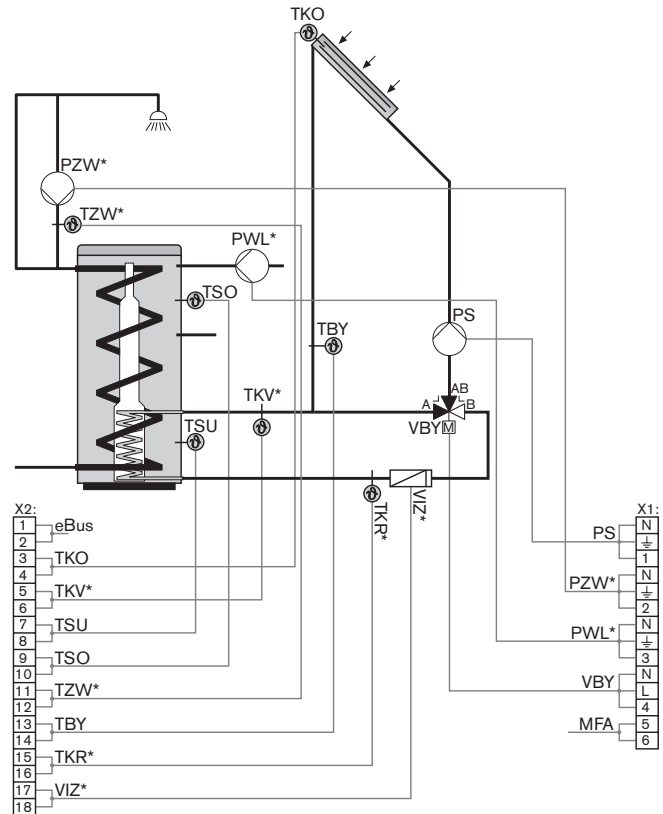 TKO
PZW*
TZW*
PWL*
TSO
TBY
PS
AB
A
B
TKV*
VBY M
TSU
TKR*
VIZ*
X2:
1
eBus
2
3
TKO
4
5
TKV*
6
7
TSU
8
9
TSO
10
11
TZW*
12
13
TBY
14
15
TKR*
16
17
VIZ*
18
X1:
PS
N
1
PZW*
N
2
PWL*
N
3
VBY
N
L
4
MFA
5
6